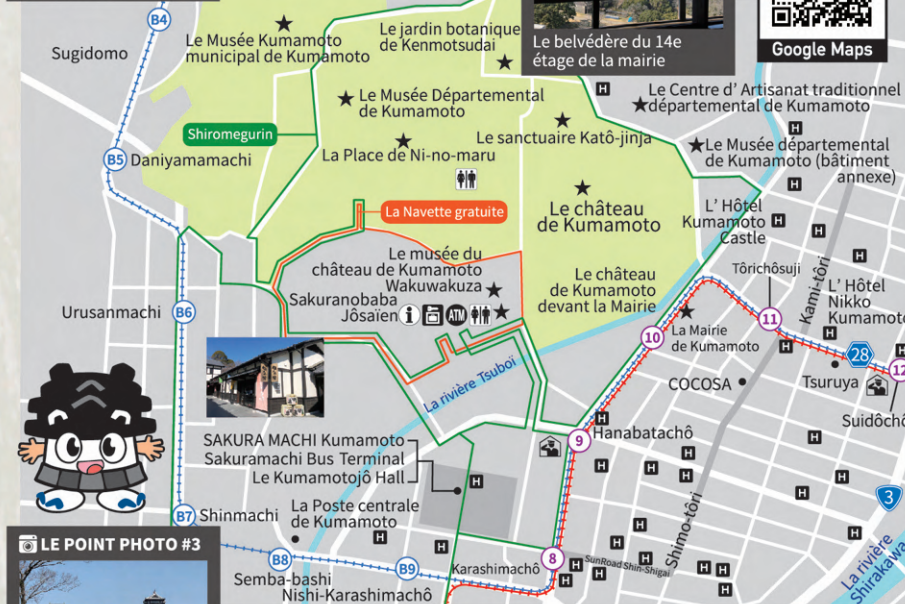 B4
Sugidomo
Le Musée Kumamoto
municipal de Kumamoto
Le jardin botanique
de Kenmotsudai
Le belvédère du 14e
étage de la mairie
Google Maps
Le Musée Départemental
de Kumamoto
H
Le Centre d' Artisanat traditionnel
départemental de Kumamoto
Shiromegurin
La Place de Ni-no-maru
Le sanctuaire Katô-jinja
H
Le Musée départemental
de Kumamoto (bâtiment
annexe)
B5
Daniyamamachi
H
La Navette gratuite
Le château
de Kumamoto
L' Hôtel
Kumamoto
Castle
H
H
H
Le musée du
château de Kumamoto
Wakuwakuza
Sakuranobaba
Jôsaïen
i
ATM
Le château
de Kumamoto
devant la Mairie
Tôrichôsuji
Kami-tôri
L' Hôtel
Nikko
Kumamoto
Urusanmachi
B6
10
La Mairie
de Kumamoto
11
H
H
28
H
12
La rivière Tsuboï
COCOSA
Tsuruya
Suidôchô
SAKURA MACHI Kumamoto
Sakuramachi Bus Terminal
Le Kumamotojô Hall
H
9
Hanabatachô
H
H
H
H
H
H
H
H
3
B7
Shinmachi
La Poste centrale
de Kumamoto
H
H
H
H
H
Shimo-tôri
LE POINT PHOTO #3
B8
Semba-bashi
B9
Nishi-Karashimachô
Karashimachô
8
H
H
H
SunRoad Shin-Shigai
H
H
H
La rivière
Shirakawa